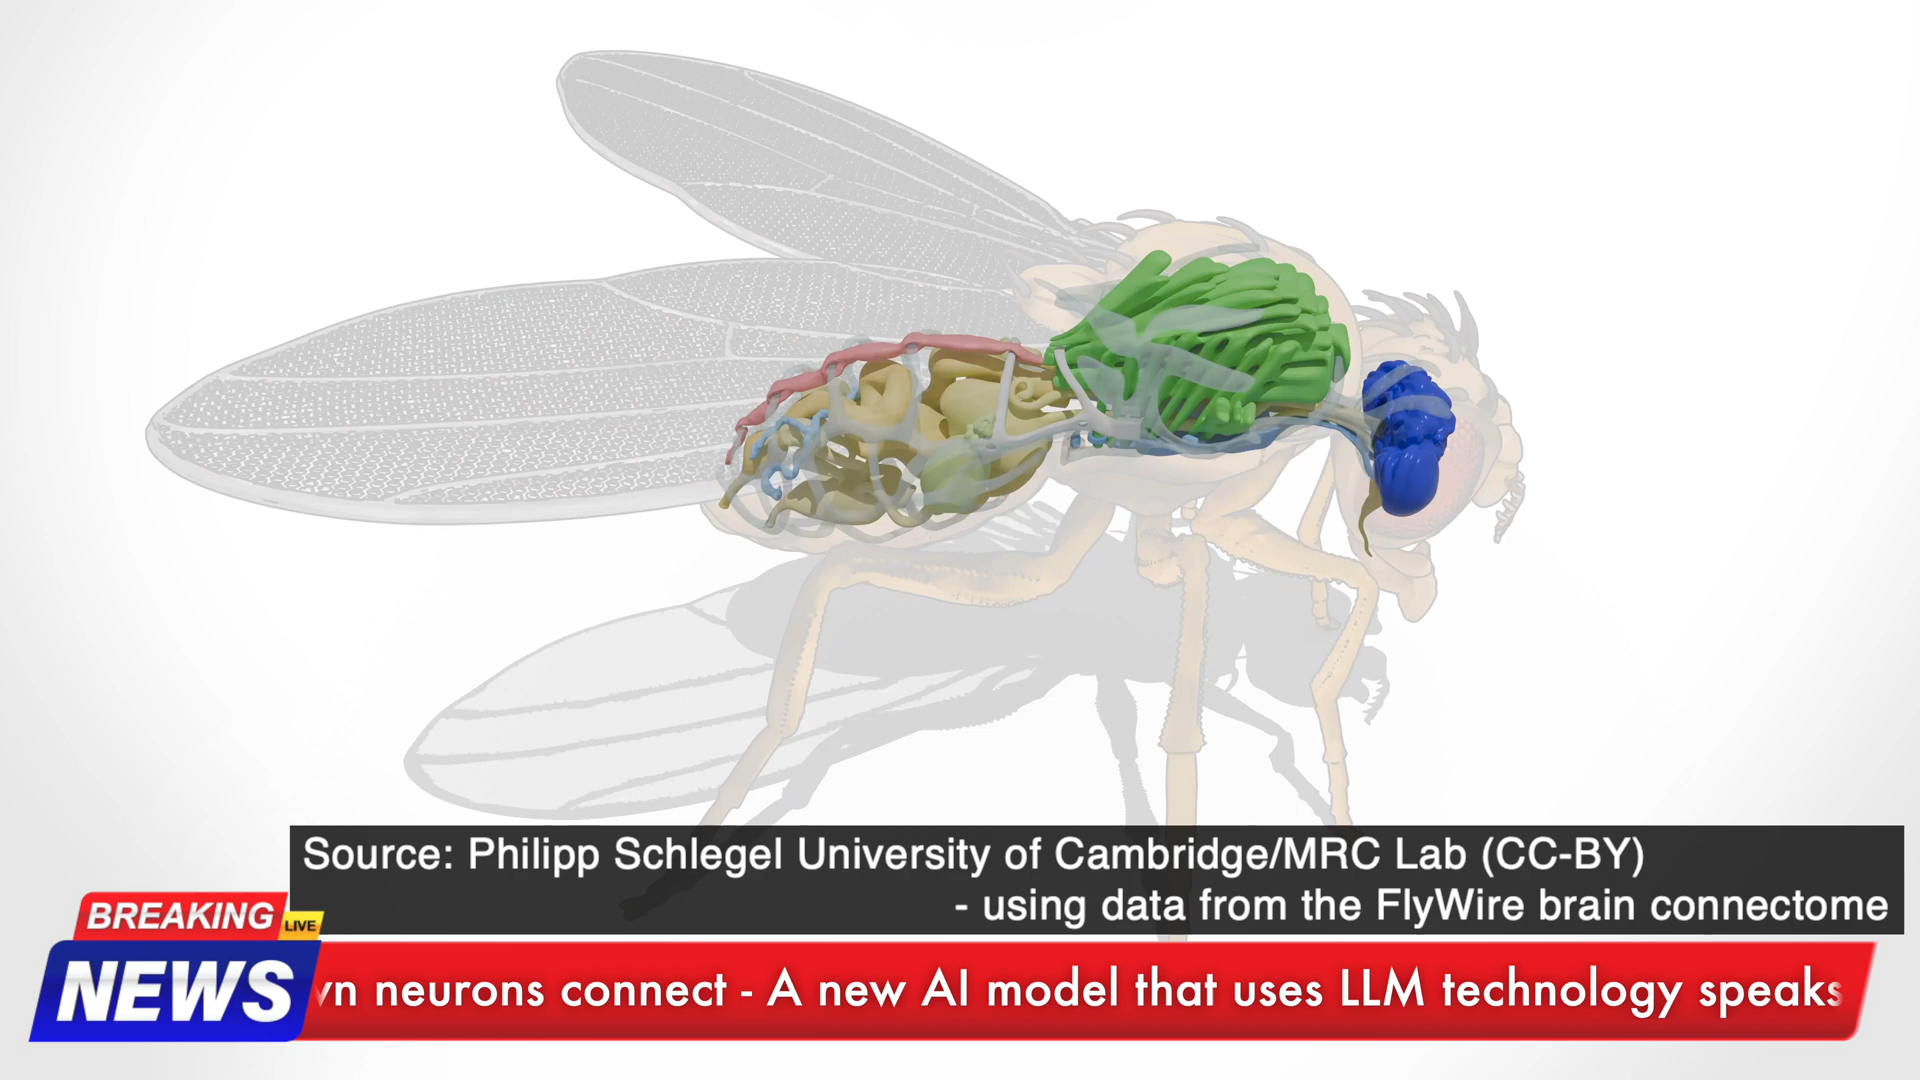 Source: Philipp Schlegel University of Cambridge/MRC Lab (CC-BY)
- using data from the FlyWire brain connectome
BREAKING
LIVE
NEWS
neurons connect - A new AI model that uses LLM technology speaks